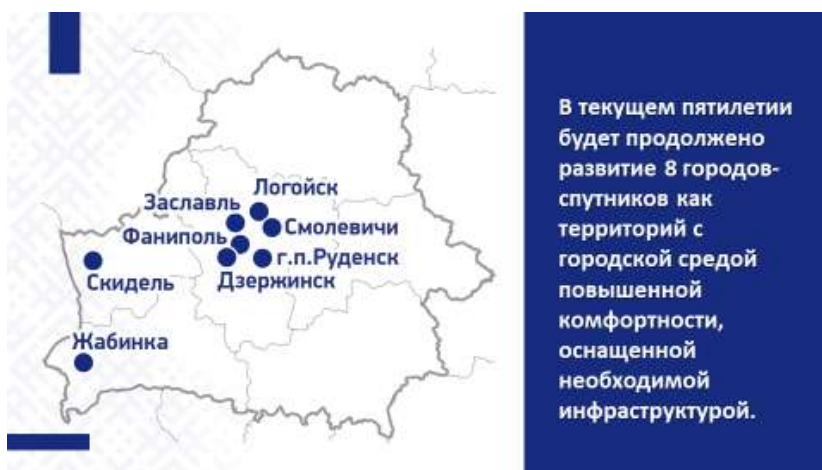 Логойск
Заславль
Смолевичи
Фаниполь
г.п.Руденск
Дзержинск
Скидель
Жабинка
В текущем пятилетии
будет продолжено
развитие 8 городов-
спутников как
территорий с
городской средой
повышенной
комфортности,
оснащенной
необходимой
инфраструктурой.